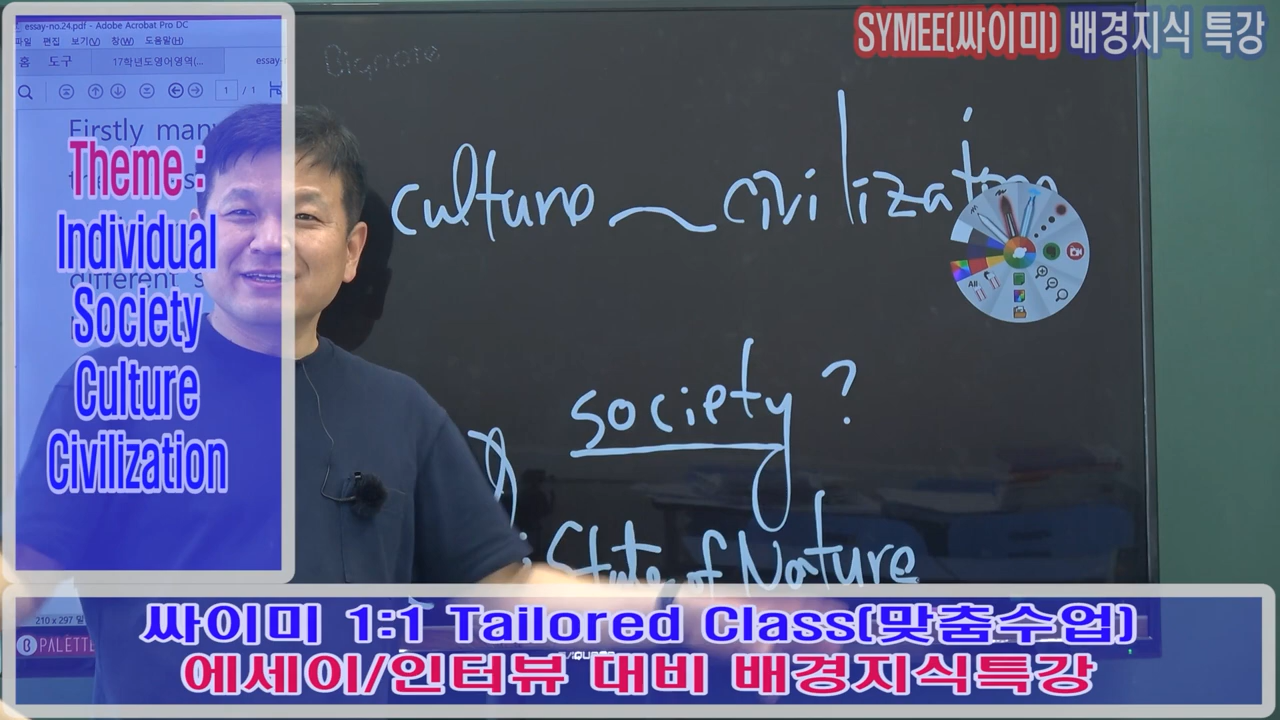 essay-no.24.pdf - Adobe Acrobat Pro DC
파일 편집 보기(V) 창(W) 도움말(H)
홈 도구 17학년도영어영역(... essay-
1 / 1
SYMEE(싸이미) 배경지식 특강
Firstly many
Theme :
Individual
different s
Society
Culture
Civilization
culture ~ civilization
society ?
State of Nature
All
210 x 297 밀
PALETTE
싸이미 1:1 Tailored Class(맞춤수업)
에세이/인터뷰 대비 배경지식특강